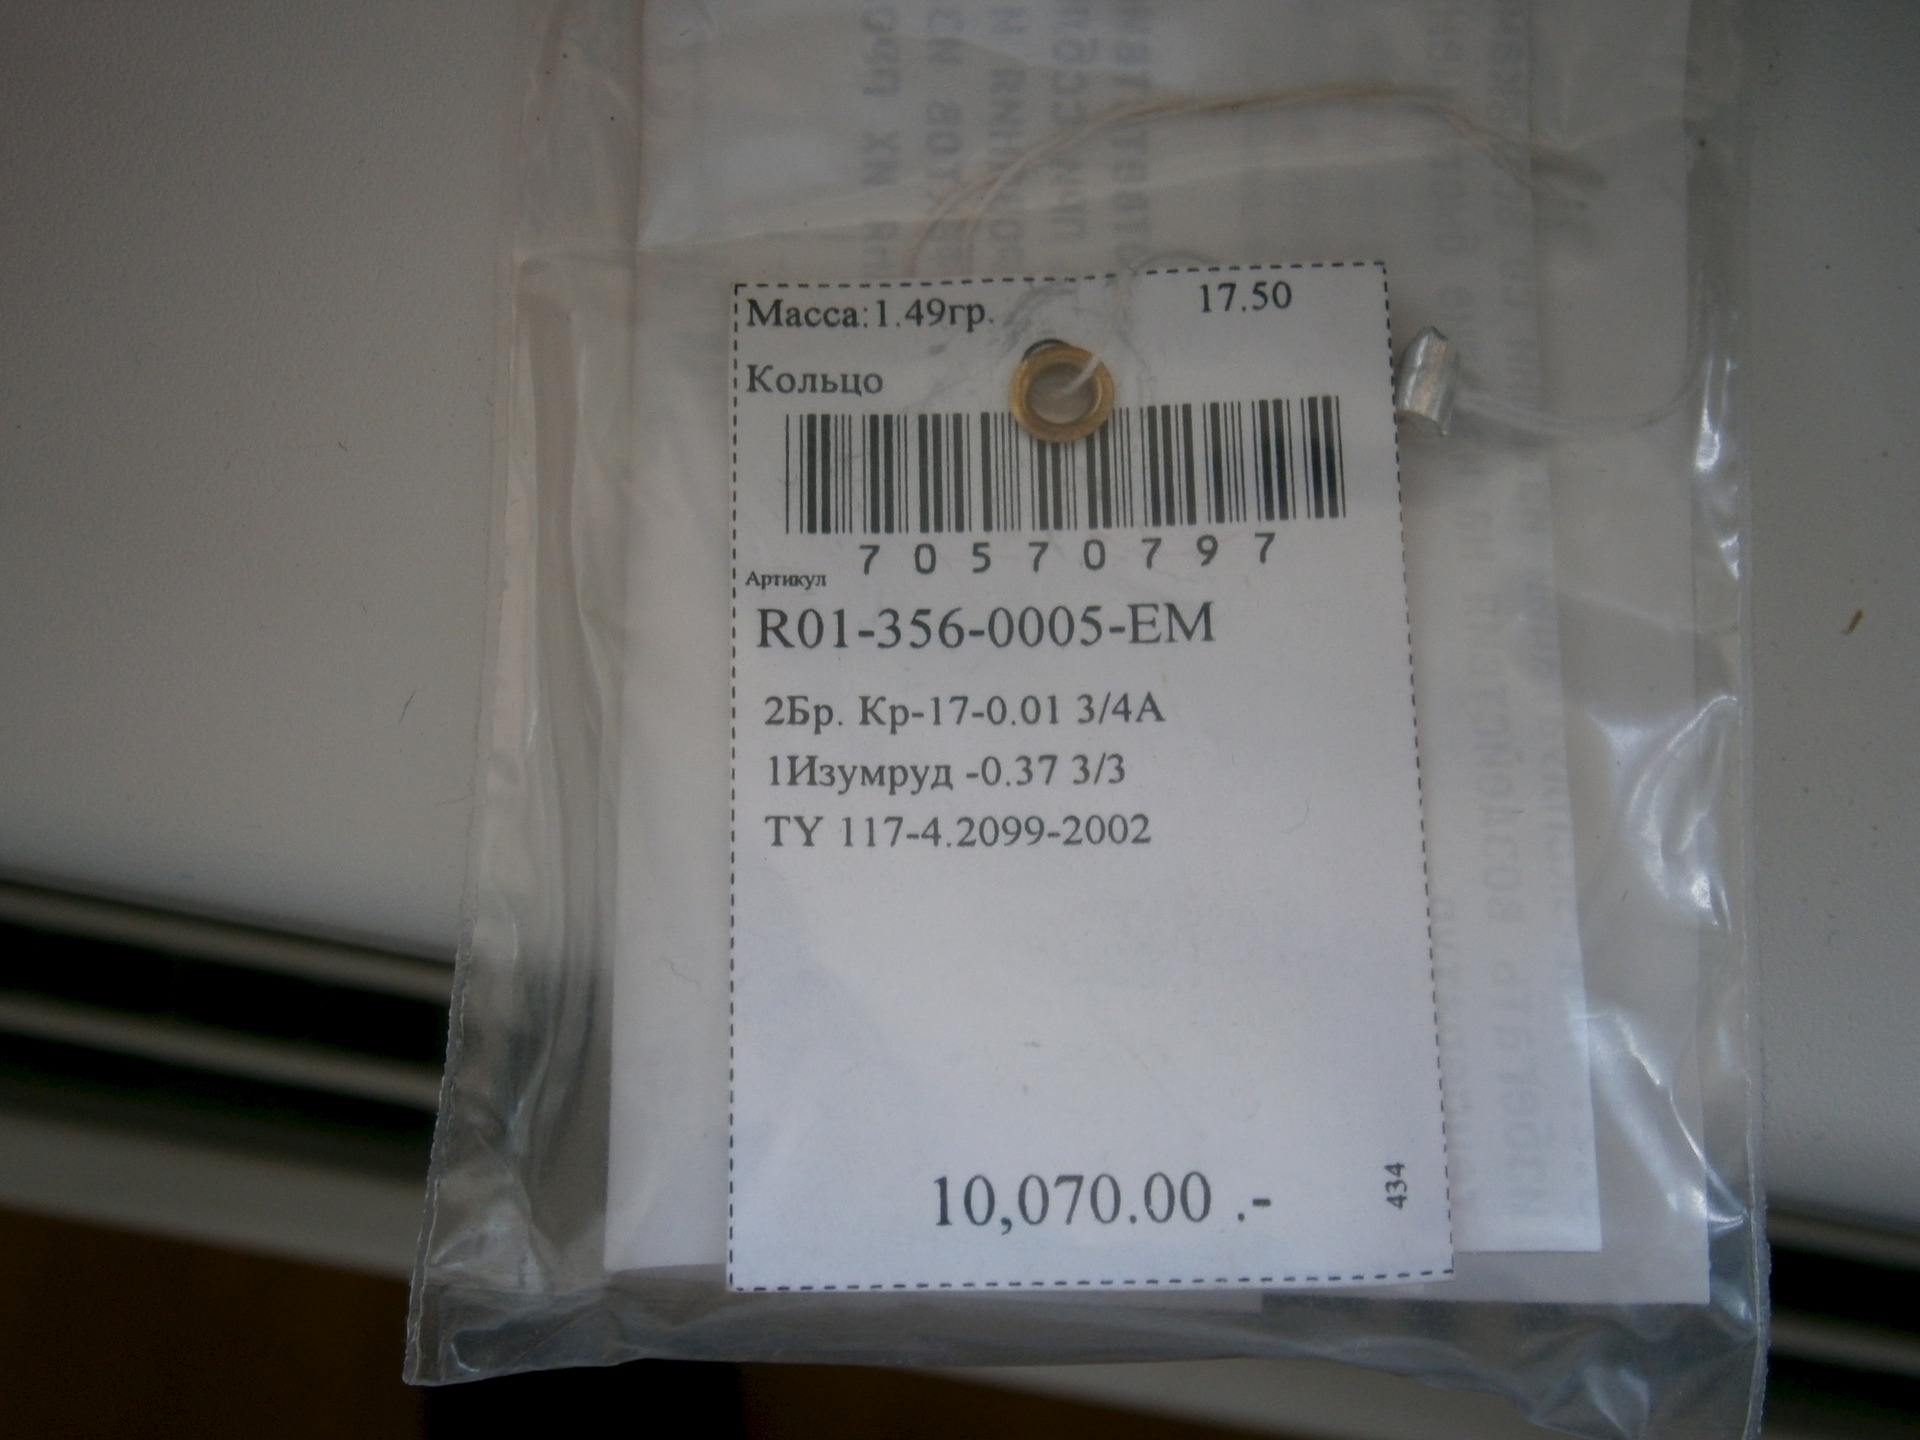 Масса:1.49гр. 17.50
Кольцо
70570797
Артикул
R01-356-0005-EM
2Бр. Кр-17-0.01 3/4А
1Изумруд -0.37 3/3
ТУ 117-4.2099-2002
10,070.00 .-
434